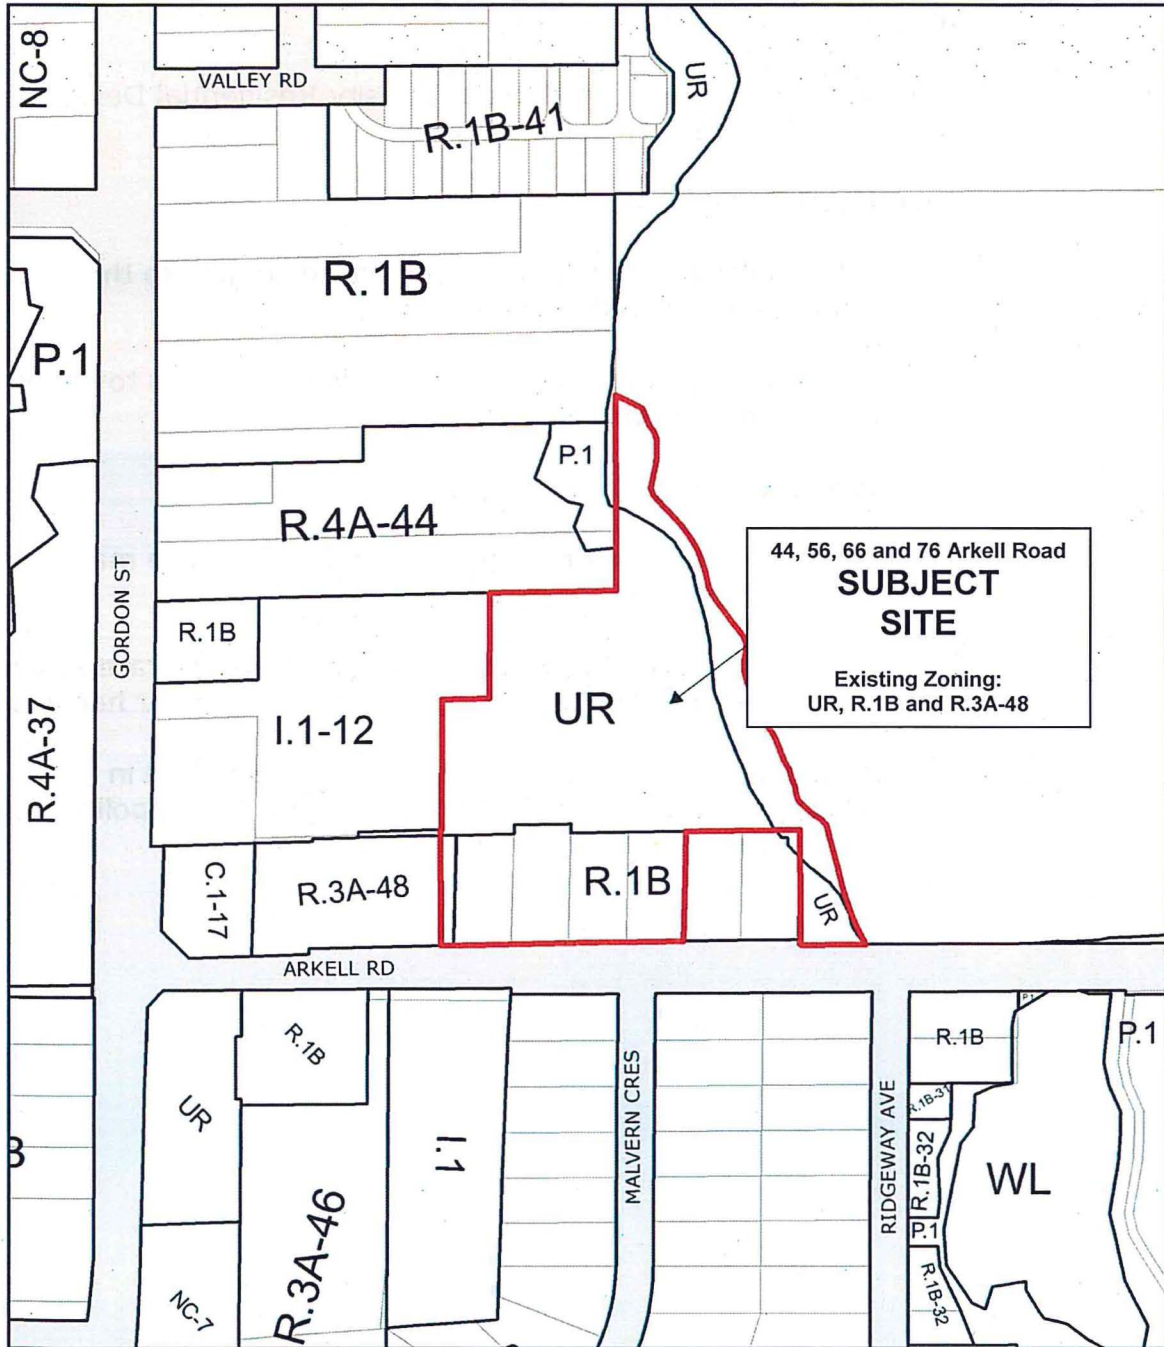 NC-8
VALLEY RD
UR
R.1B-41
R.1B
P.1
P.1
R.4A-44
44, 56, 66 and 76 Arkell Road
SUBJECT
SITE
Existing Zoning:
UR, R.1B and R.3A-48
GORDON ST
R.1B
UR
I.1-12
R.4A-37
C.1-17
R.3A-48
R.1B
UR
ARKELL RD
R.1B
UR
I.1
MALVERN CRES
RIDGEWAY AVE
R.1B
P.1
P.1
R.1B-31
R.1B-32
WL
P.1
R.1B-32
R.3A-46
NC-7